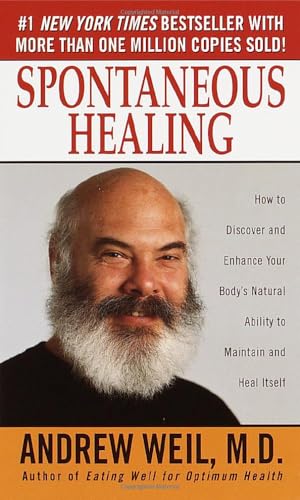 #1 NEW YORK TIMES BESTSELLER WITH
MORE THAN ONE MILLION COPIES SOLD!
SPONTANEOUS
HEALING
How to
Discover and
Enhance Your
Body's Natural
Ability to
Maintain and
Heal Itself
ANDREW WEIL, M.D.
Author of Eating Well for Optimum Health